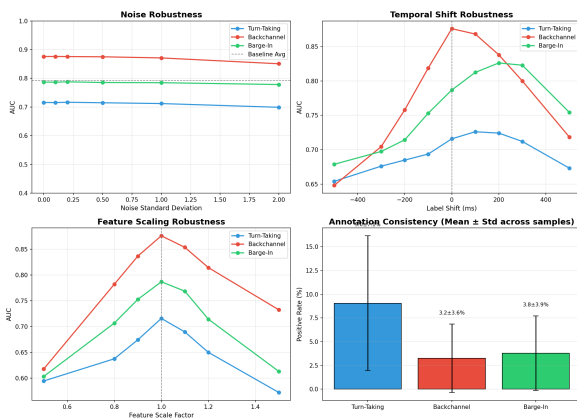 Noise Robustness
1.0
0.9
0.8
0.7
0.6
0.5
0.4
0.00 0.25 0.50 0.75 1.00 1.25 1.50 1.75 2.00
AUC
Noise Standard Deviation
Turn-Taking
Backchannel
Barge-In
Baseline Avg
Temporal Shift Robustness
0.85
0.80
0.75
0.70
0.65
−400 −200 0 200 400
AUC
Label Shift (ms)
Turn-Taking
Backchannel
Barge-In
Feature Scaling Robustness
0.85
0.80
0.75
0.70
0.65
0.60
0.6 0.8 1.0 1.2 1.4
AUC
Feature Scale Factor
Turn-Taking
Backchannel
Barge-In
Annotation Consistency (Mean ± Std across samples)
15.0
12.5
10.0
7.5
5.0
2.5
0.0
Positive Rate (%)
3.2±3.6%
3.8±3.9%
Turn-Taking Backchannel Barge-In